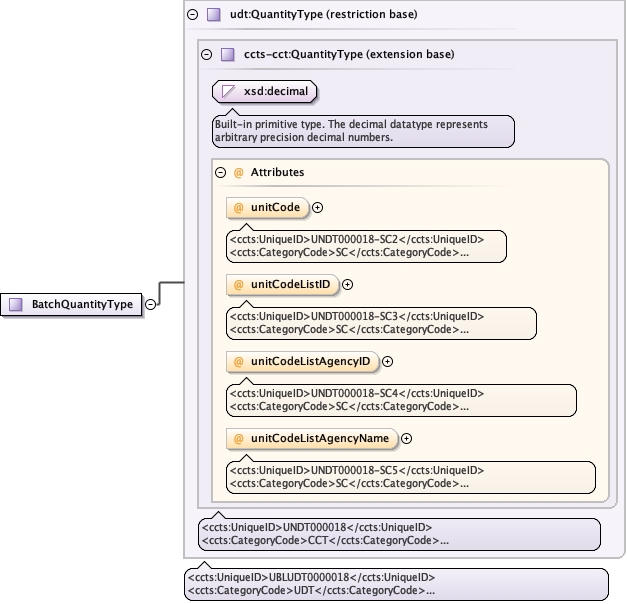 udt:QuantityType (restriction base)
ccts-cct:QuantityType (extension base)
xsd:decimal
Built-in primitive type. The decimal datatype represents
arbitrary precision decimal numbers.
@ Attributes
@ unitCode
<ccts:UniqueID>UNDT000018-SC2</ccts:UniqueID>
<ccts:CategoryCode>SC</ccts:CategoryCode>...
@ unitCodeListID
<ccts:UniqueID>UNDT000018-SC3</ccts:UniqueID>
<ccts:CategoryCode>SC</ccts:CategoryCode>...
BatchQuantityType
@ unitCodeListAgencyID
<ccts:UniqueID>UNDT000018-SC4</ccts:UniqueID>
<ccts:CategoryCode>SC</ccts:CategoryCode>...
@ unitCodeListAgencyName
<ccts:UniqueID>UNDT000018-SC5</ccts:UniqueID>
<ccts:CategoryCode>SC</ccts:CategoryCode>...
<ccts:UniqueID>UNDT000018</ccts:UniqueID>
<ccts:CategoryCode>CCT</ccts:CategoryCode>...
<ccts:UniqueID>UBLUDT0000018</ccts:UniqueID>
<ccts:CategoryCode>UDT</ccts:CategoryCode>...